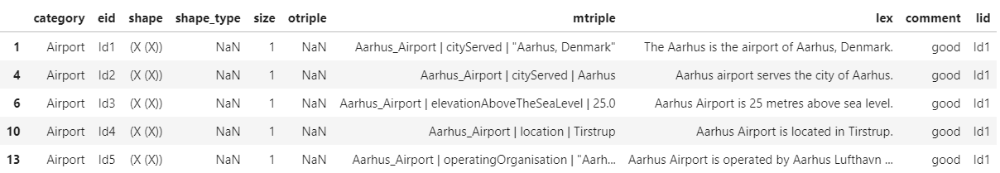 category eid shape shape_type size otriple mtriple lex comment lid
1 Airport Id1 (X (X)) NaN 1 NaN Aarhus_Airport | cityServed | "Aarhus, Denmark" The Aarhus is the airport of Aarhus, Denmark. good Id1
4 Airport Id2 (X (X)) NaN 1 NaN Aarhus_Airport | cityServed | Aarhus Aarhus airport serves the city of Aarhus. good Id1
6 Airport Id3 (X (X)) NaN 1 NaN Aarhus_Airport | elevationAboveTheSeaLevel | 25.0 Aarhus Airport is 25 metres above sea level. good Id1
10 Airport Id4 (X (X)) NaN 1 NaN Aarhus_Airport | location | Tirstrup Aarhus Airport is located in Tirstrup. good Id1
13 Airport Id5 (X (X)) NaN 1 NaN Aarhus_Airport | operatingOrganisation | "Aarh... Aarhus Airport is operated by Aarhus Lufthavn ... good Id1